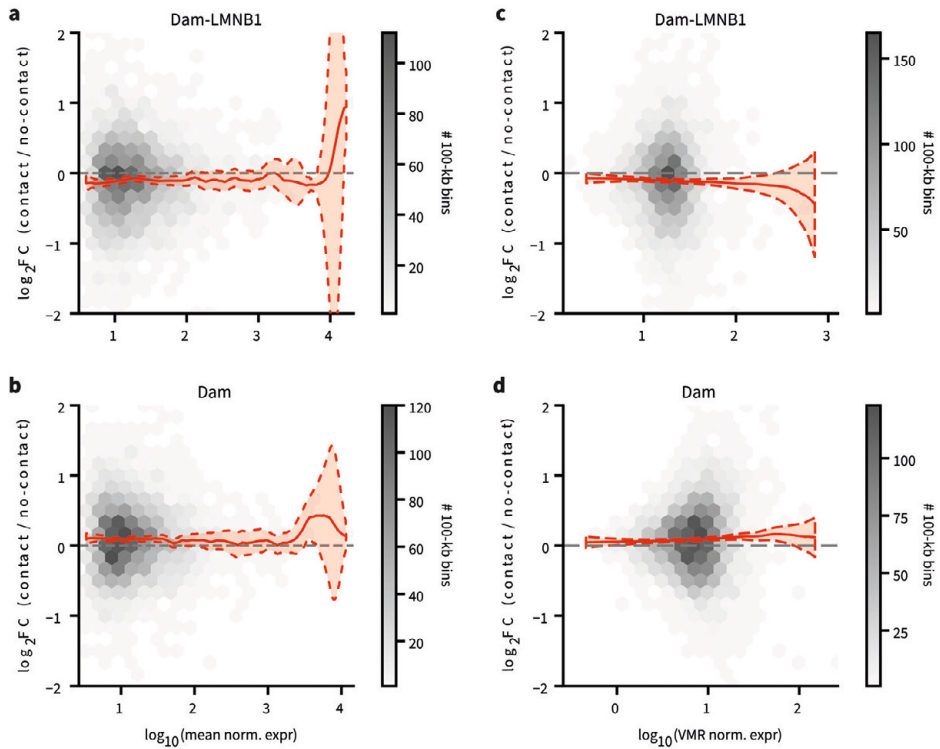 a
Dam-LMNB1
log2FC (contact / no-contact)
2
1
0
−1
−2
1
2
3
4
100
80
60
40
20
# 100-kb bins
c
Dam-LMNB1
log2FC (contact / no-contact)
2
1
0
−1
−2
1
2
3
150
100
50
# 100-kb bins
b
Dam
log2FC (contact / no-contact)
2
1
0
−1
−2
1
2
3
4
log10(mean norm. expr)
120
100
80
60
40
20
# 100-kb bins
d
Dam
log2FC (contact / no-contact)
2
1
0
−1
−2
0
1
2
log10(VMR norm. expr)
100
75
50
25
# 100-kb bins